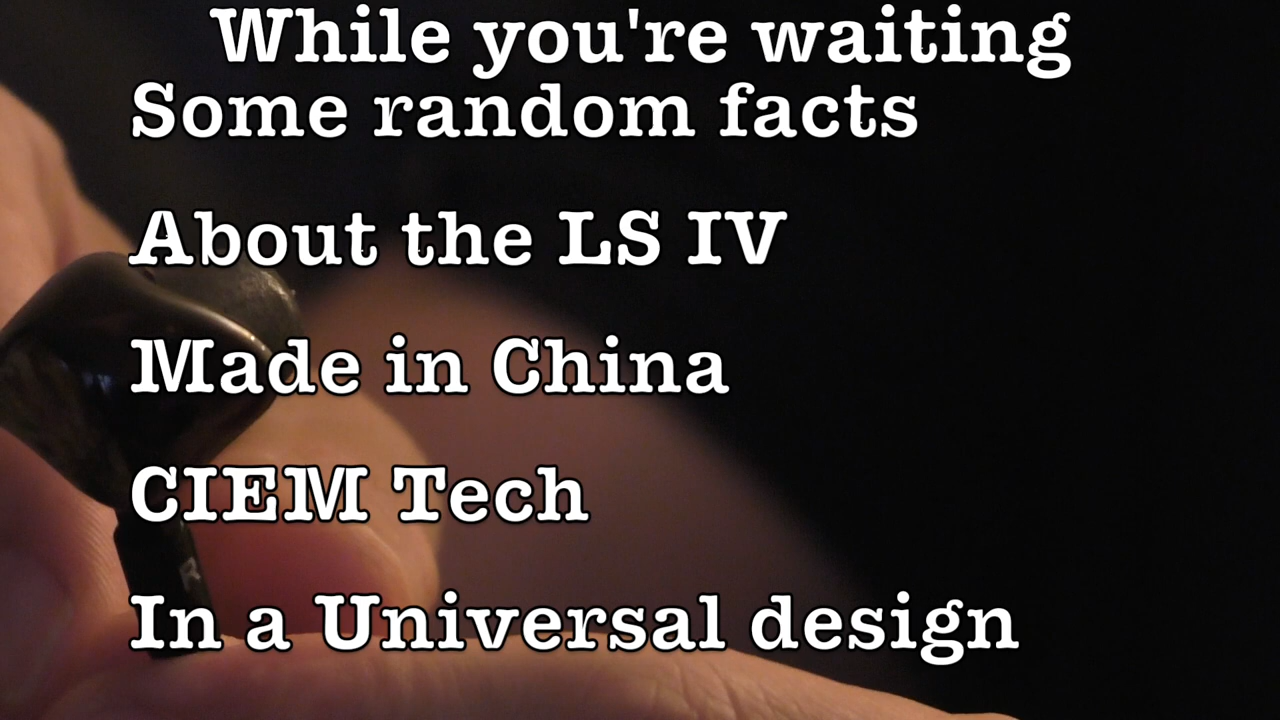 While you're waiting
Some random facts
About the LS IV
Made in China
CIEM Tech
In a Universal design
R